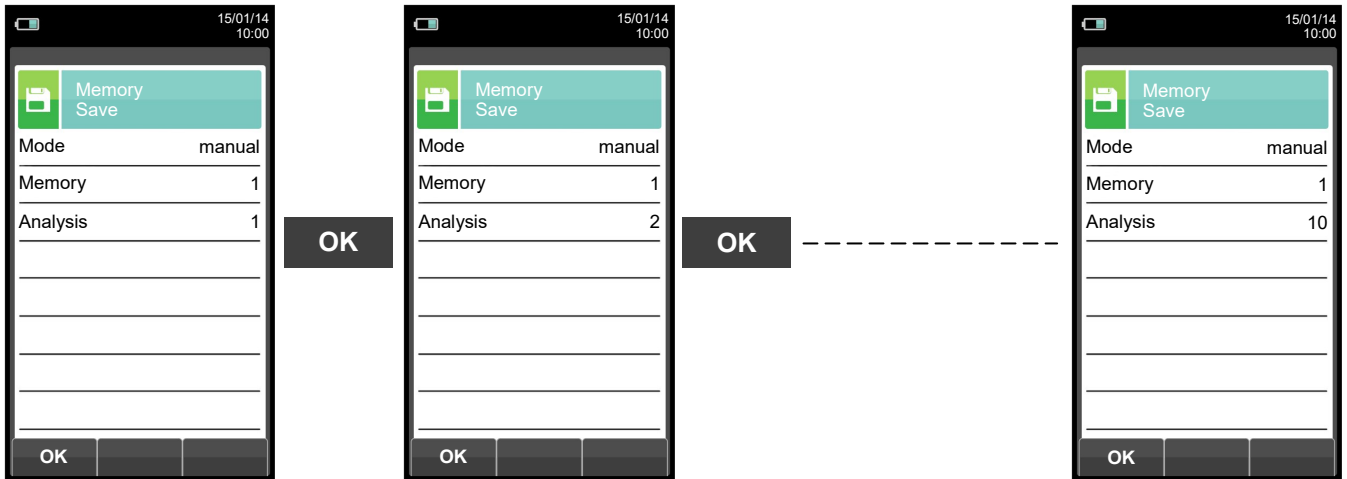 15/01/14
10:00
Memory
Save
Mode manual
Memory 1
Analysis 1
OK
OK
15/01/14
10:00
Memory
Save
Mode manual
Memory 1
Analysis 2
OK
OK
15/01/14
10:00
Memory
Save
Mode manual
Memory 1
Analysis 10
OK